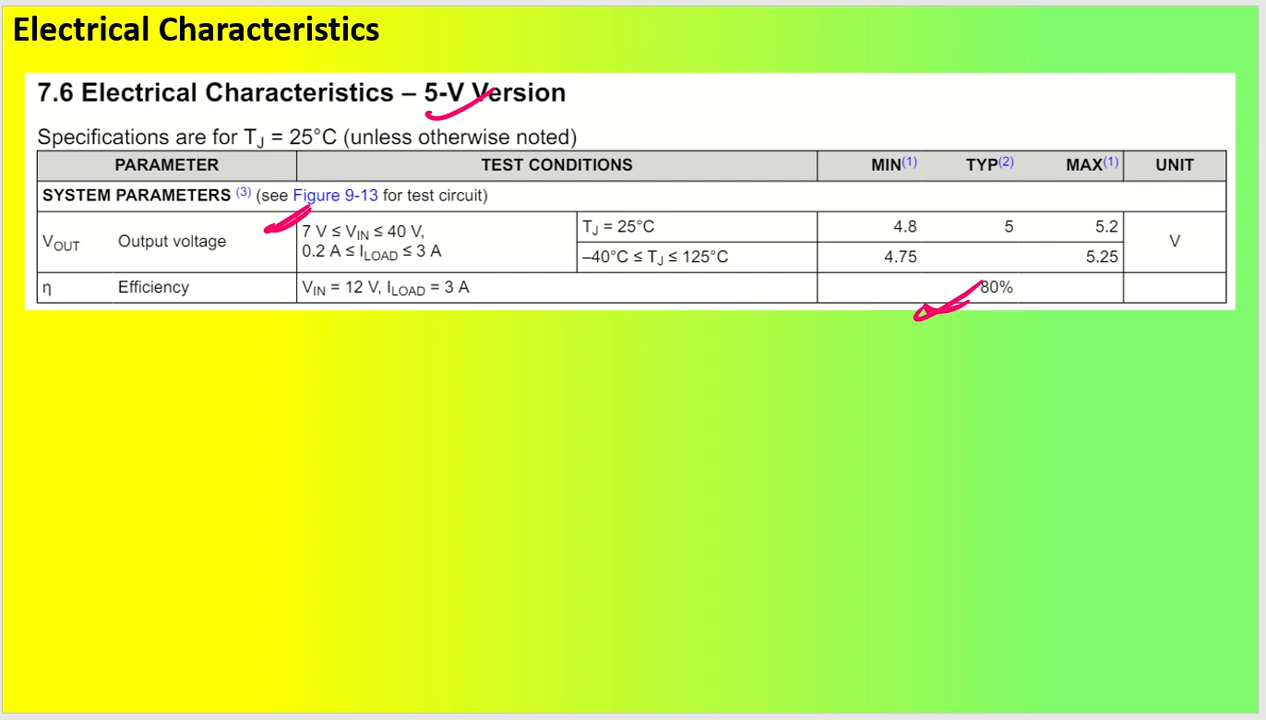 Electrical Characteristics
7.6 Electrical Characteristics – 5-V Version
Specifications are for TJ = 25°C (unless otherwise noted)
PARAMETER TEST CONDITIONS MIN(1) TYP(2) MAX(1) UNIT
SYSTEM PARAMETERS (3) (see Figure 9-13 for test circuit)
VOUT Output voltage 7 V ≤ VIN ≤ 40 V,
0.2 A ≤ ILOAD ≤ 3 A
TJ = 25°C 4.8 5 5.2 V
–40°C ≤ TJ ≤ 125°C 4.75 5.25
η Efficiency VIN = 12 V, ILOAD = 3 A 80%